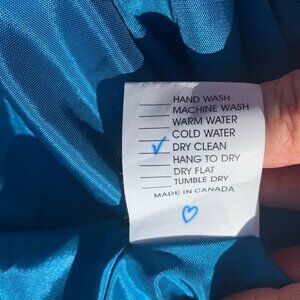 HAND WASH
MACHINE WASH
WARM WATER
COLD WATER
DRY CLEAN
HANG TO DRY
DRY FLAT
TUMBLE DRY
MADE IN CANADA